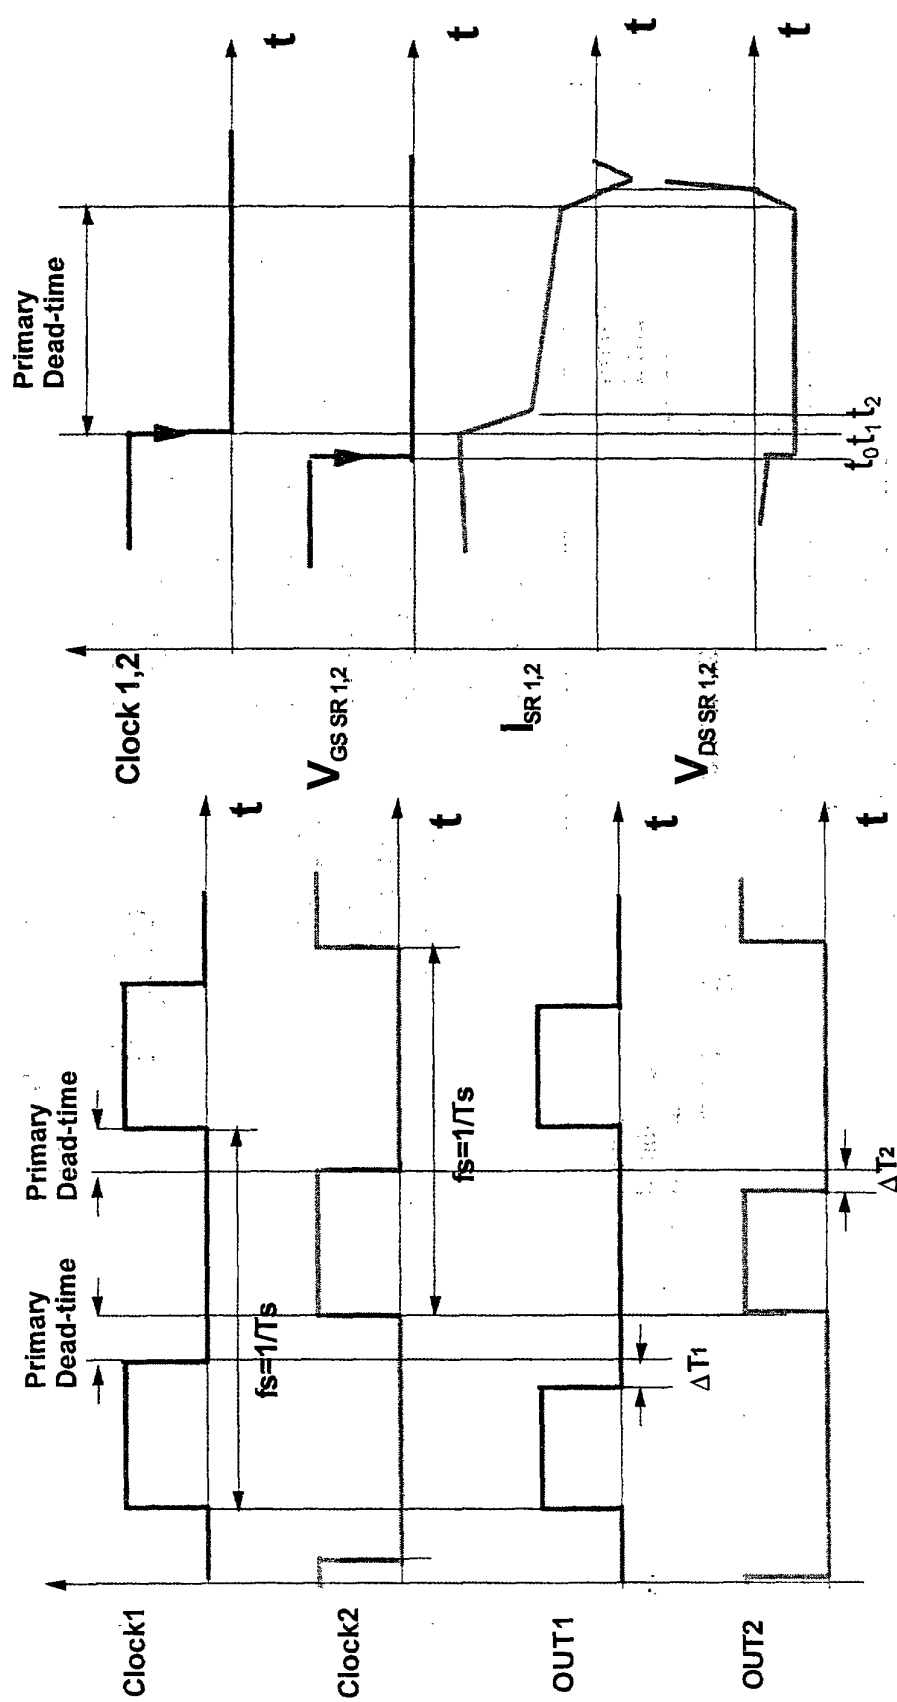 Primary
Dead-time
Primary
Dead-time
Clock1
t
fs=1/Ts
Clock2
t
fs=1/Ts
OUT1
t
ΔT1
OUT2
t
ΔT2
Primary
Dead-time
Clock 1,2
t
VGS SR 1,2
t
ISR 1,2
t
VDS SR 1,2
t
t0 t1 t2